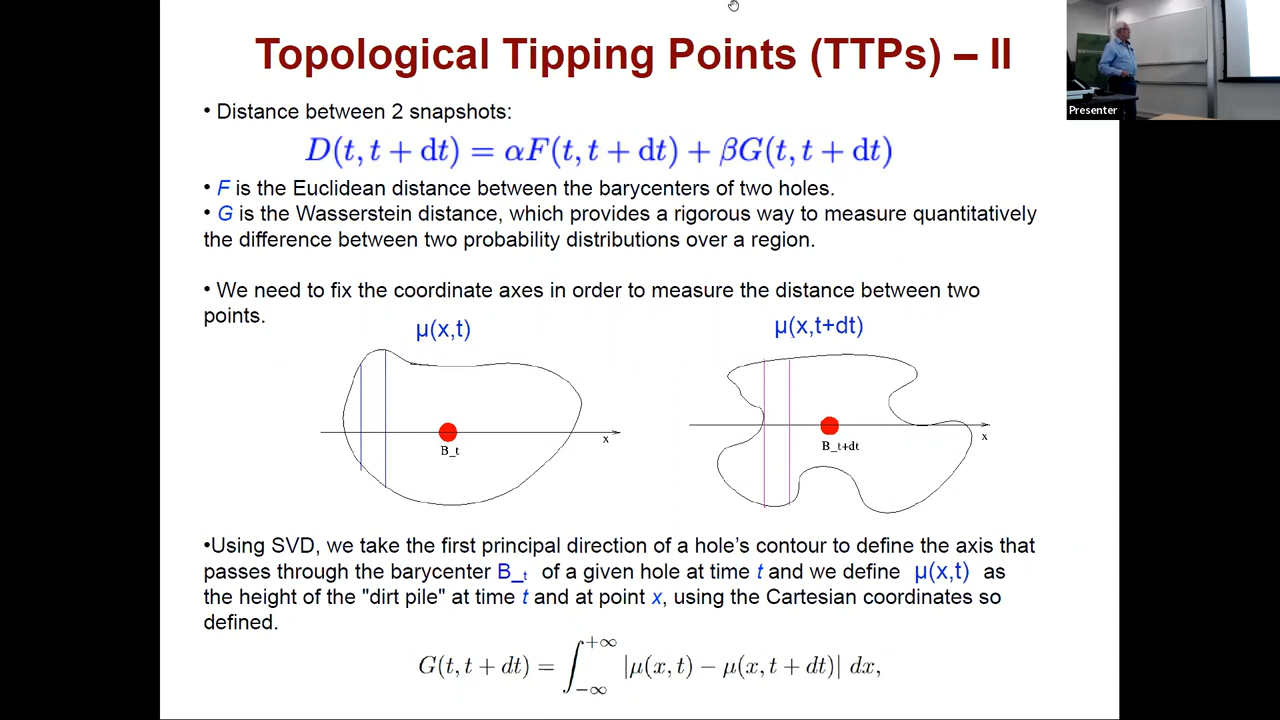 Topological Tipping Points (TTPs) – II
• Distance between 2 snapshots:
D(t, t + dt) = αF(t, t + dt) + βG(t, t + dt)
• F is the Euclidean distance between the barycenters of two holes.
• G is the Wasserstein distance, which provides a rigorous way to measure quantitatively
the difference between two probability distributions over a region.
• We need to fix the coordinate axes in order to measure the distance between two
points.
μ(x,t)
μ(x,t+dt)
x
B_t
x
B_t+dt
•Using SVD, we take the first principal direction of a hole's contour to define the axis that
passes through the barycenter B_t of a given hole at time t and we define μ(x,t) as
the height of the "dirt pile" at time t and at point x, using the Cartesian coordinates so
defined.
G(t, t + dt) = ∫_{−∞}^{+∞} |μ(x, t) − μ(x, t + dt)| dx,
Presenter